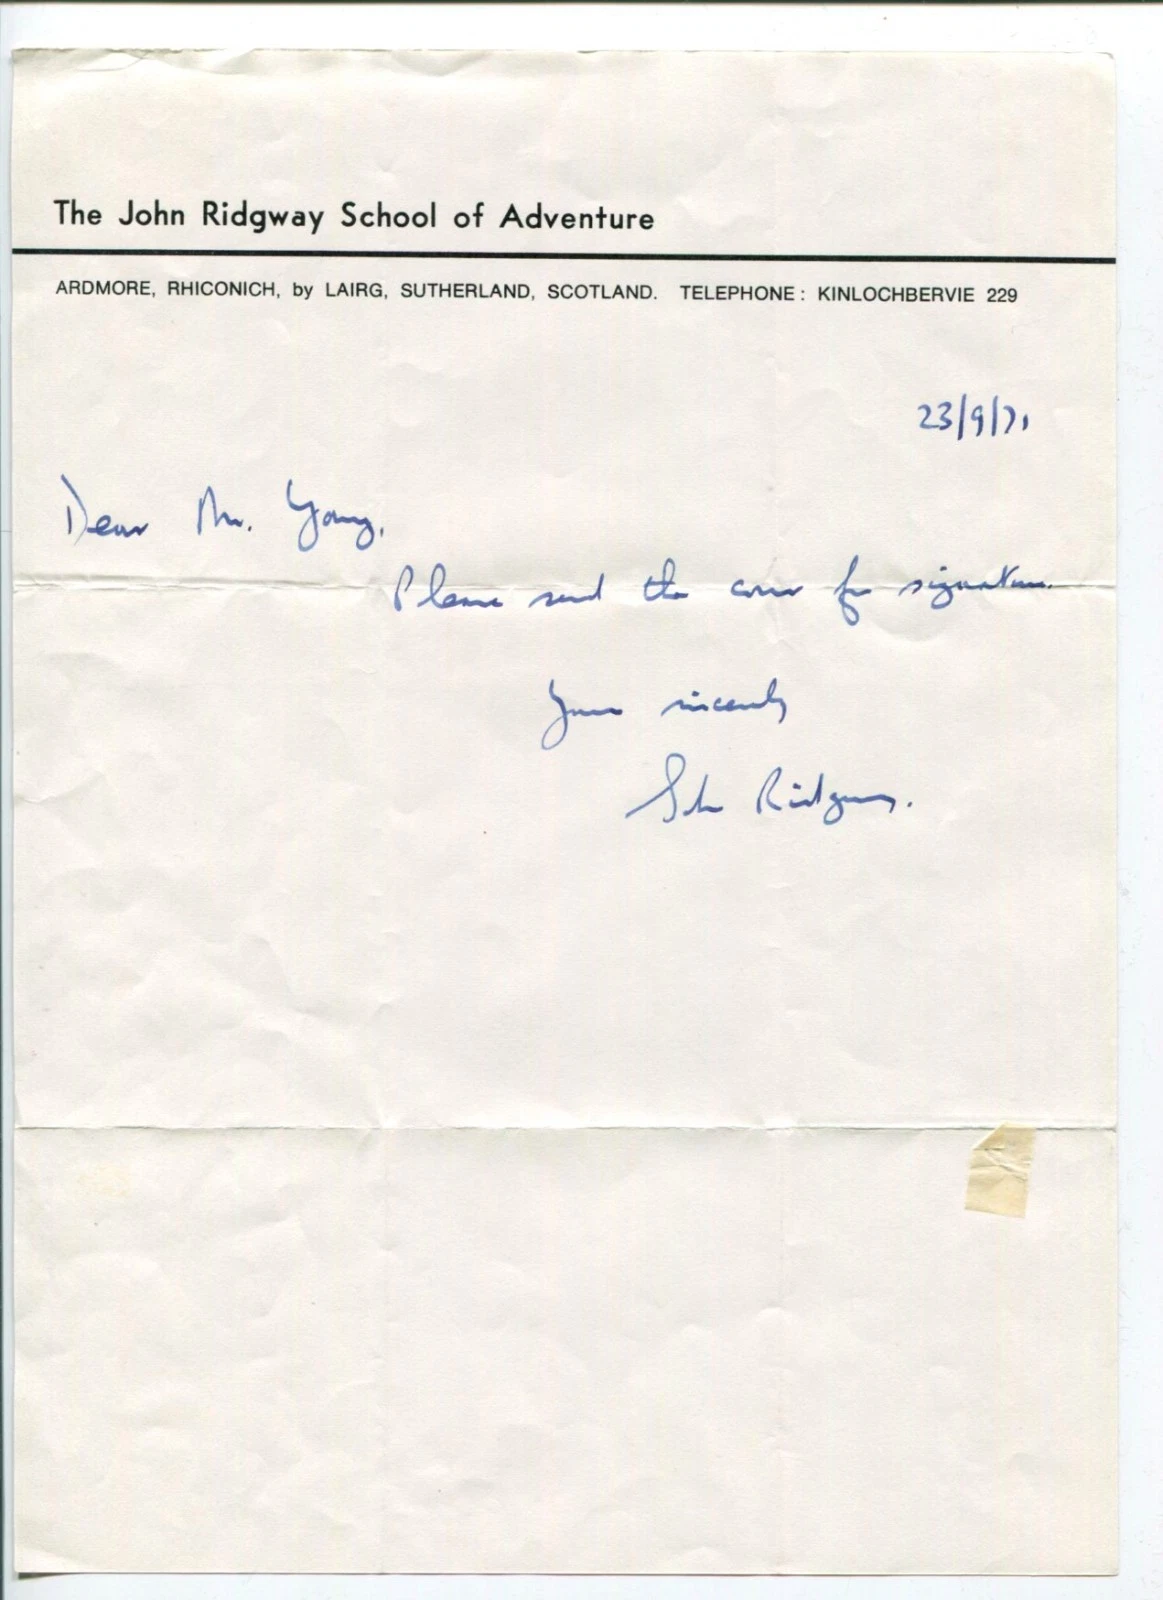 The John Ridgway School of Adventure
ARDMORE, RHICONICH, by LAIRG, SUTHERLAND, SCOTLAND. TELEPHONE: KINLOCHBERVIE 229
23/9/71
Dear Mr. Young,
Please send the cover for signature.
Yours sincerely
John Ridgway.